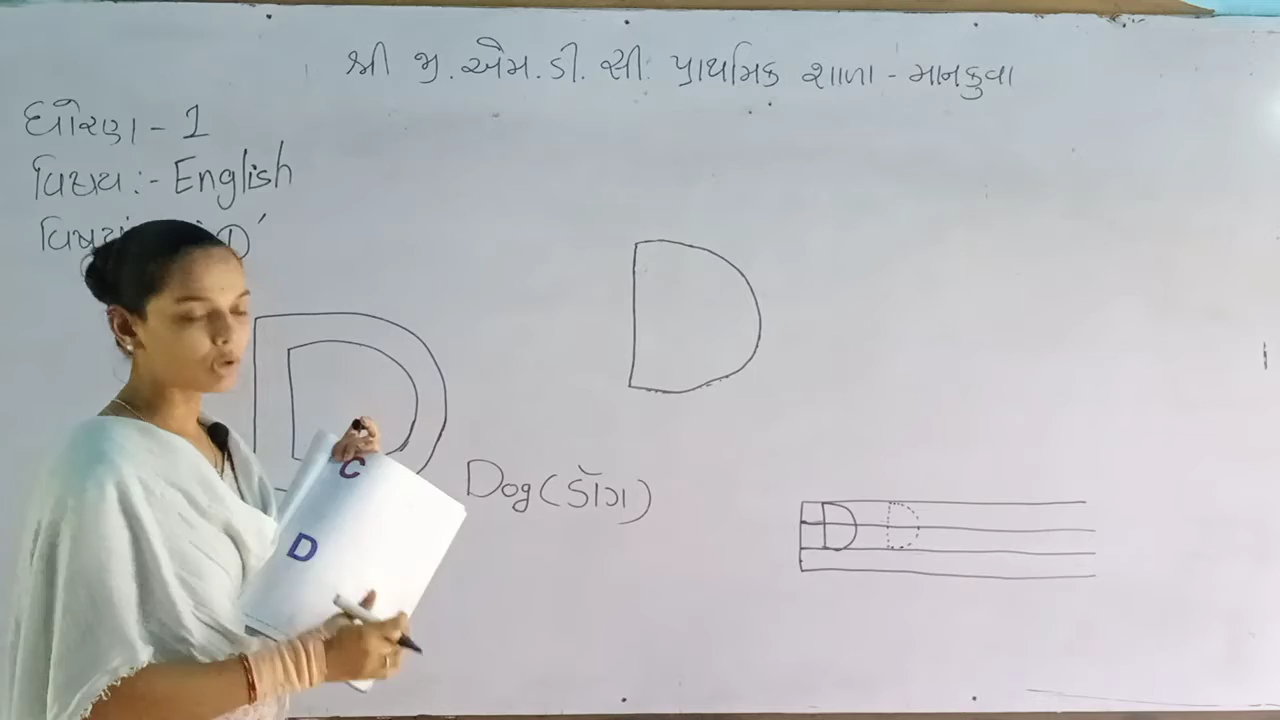 શ્રી જી. એમ. ડી. સી. પ્રાથમિક શાળા - માનકુવા
ધોરણ - 1
વિષય :- English
D
D
Dog (ડૉગ)
D D
C
D